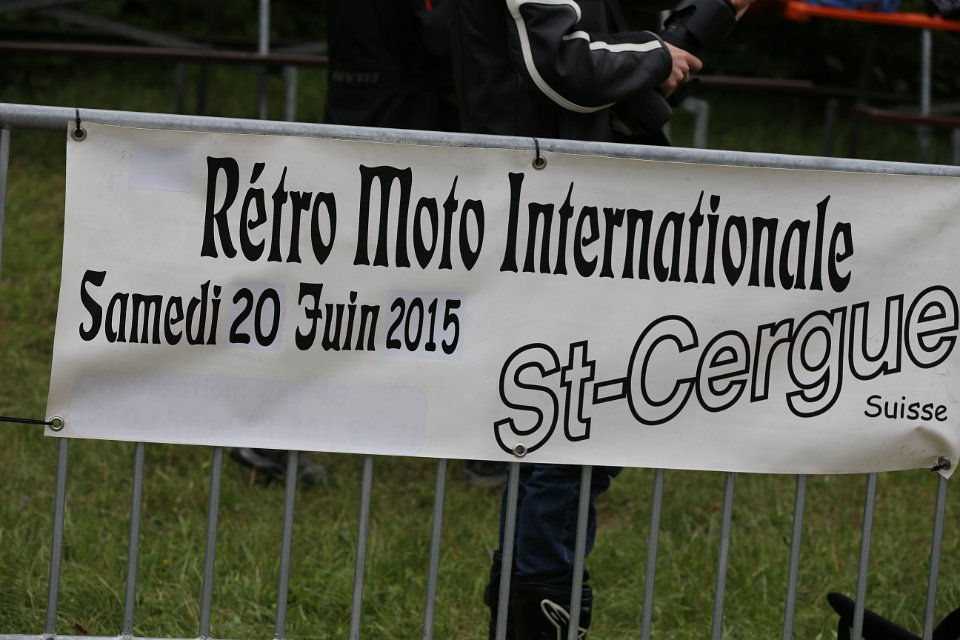 Rétro Moto Internationale
Samedi 20 Juin 2015
St-Cergue
Suisse